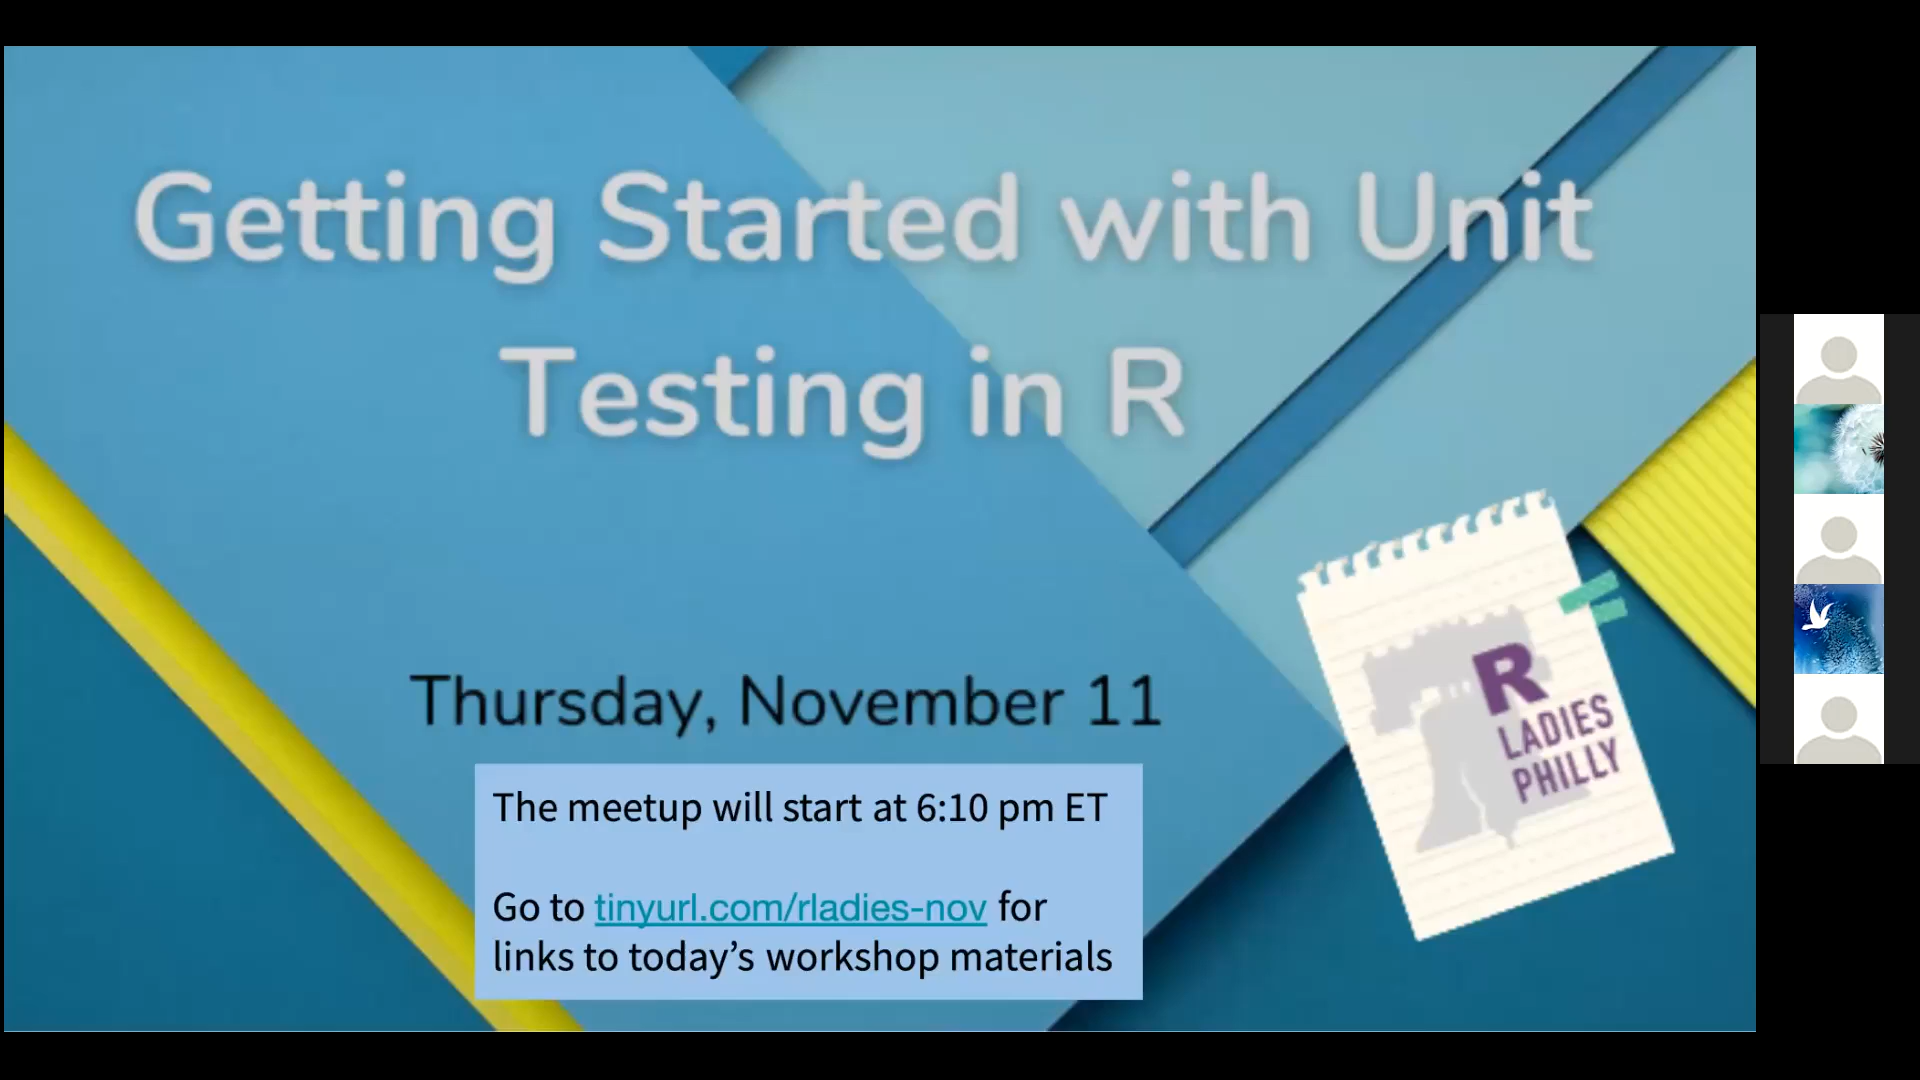 Getting Started with Unit
Testing in R
Thursday, November 11
The meetup will start at 6:10 pm ET
Go to tinyurl.com/rladies-nov for
links to today’s workshop materials
R
LADIES
PHILLY